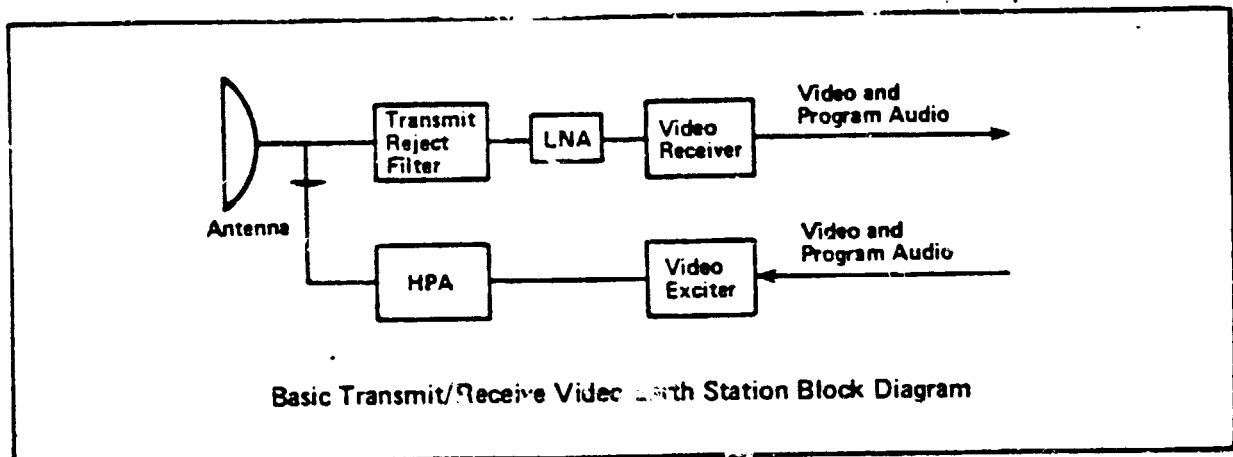 Video and
Program Audio
Transmit
Reject
Filter
LNA
Video
Receiver
Antenna
Video and
Program Audio
HPA
Video
Exciter
Basic Transmit/Receive Video Station Block Diagram